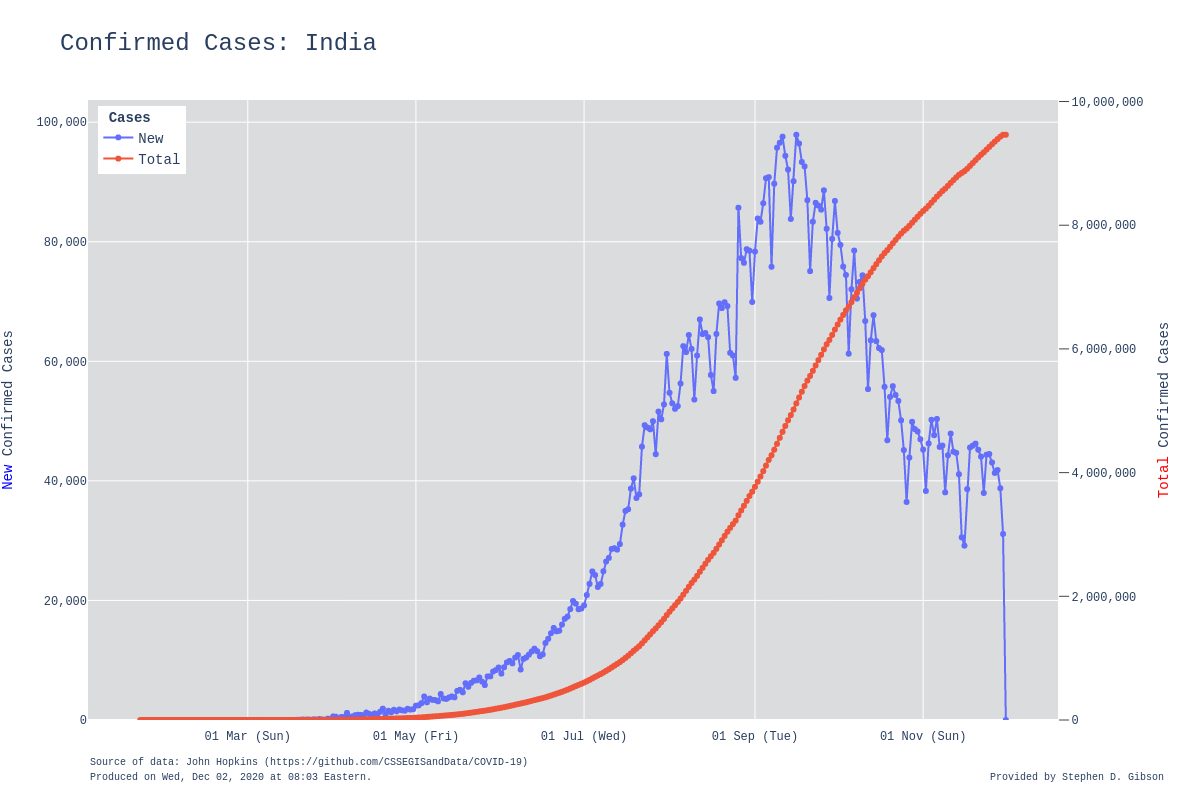 Confirmed Cases: India
Cases
New
Total
100,000
80,000
60,000
40,000
20,000
0
New Confirmed Cases
10,000,000
8,000,000
6,000,000
4,000,000
2,000,000
0
Total Confirmed Cases
01 Mar (Sun) 01 May (Fri) 01 Jul (Wed) 01 Sep (Tue) 01 Nov (Sun)
Source of data: John Hopkins (https://github.com/CSSEGISandData/COVID-19)
Produced on Wed, Dec 02, 2020 at 08:03 Eastern.
Provided by Stephen D. Gibson